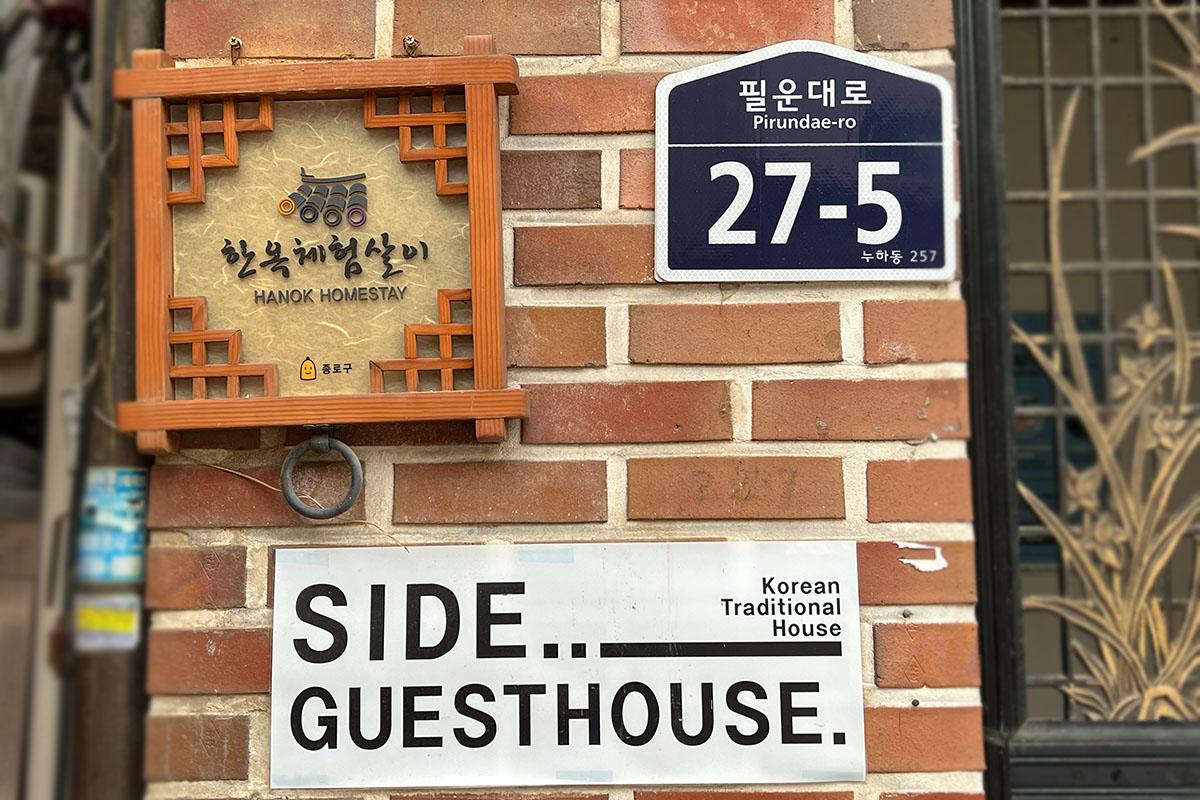 한옥체험살이
HANOK HOMESTAY
종로구
필운대로
Pirundae-ro
27-5
누하동 257
SIDE...
Korean
Traditional
House
GUESTHOUSE.